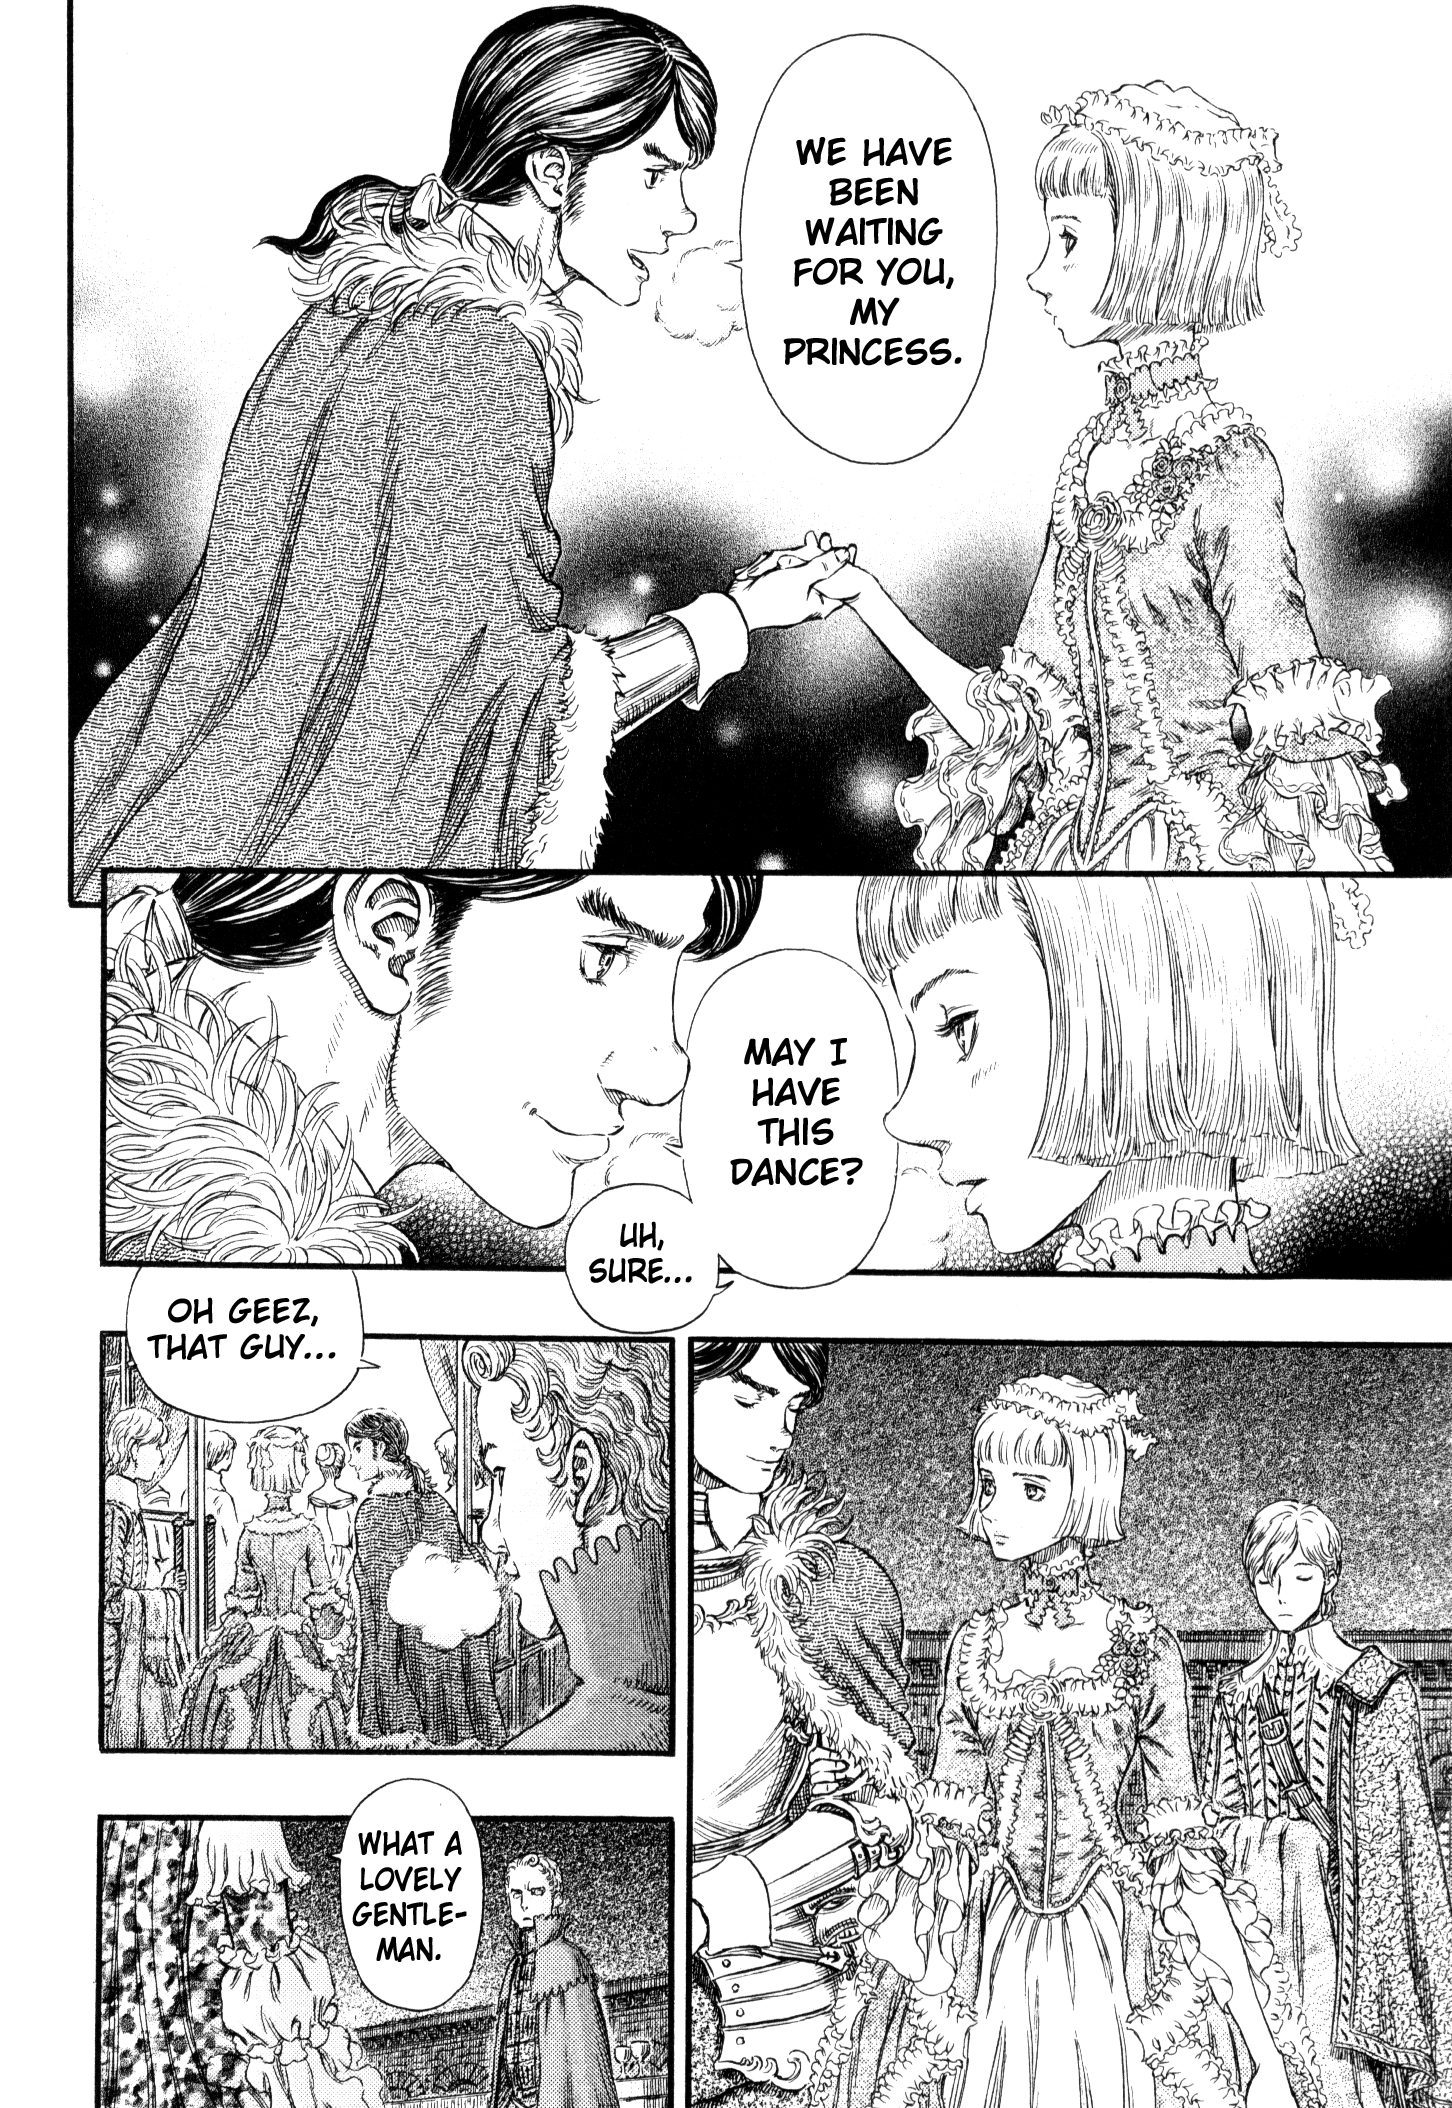 WE HAVE
BEEN
WAITING
FOR YOU,
MY
PRINCESS.
MAY I
HAVE
THIS
DANCE?
UH,
SURE...
OH GEEZ,
THAT GUY...
WHAT A
LOVELY
GENTLE-
MAN.